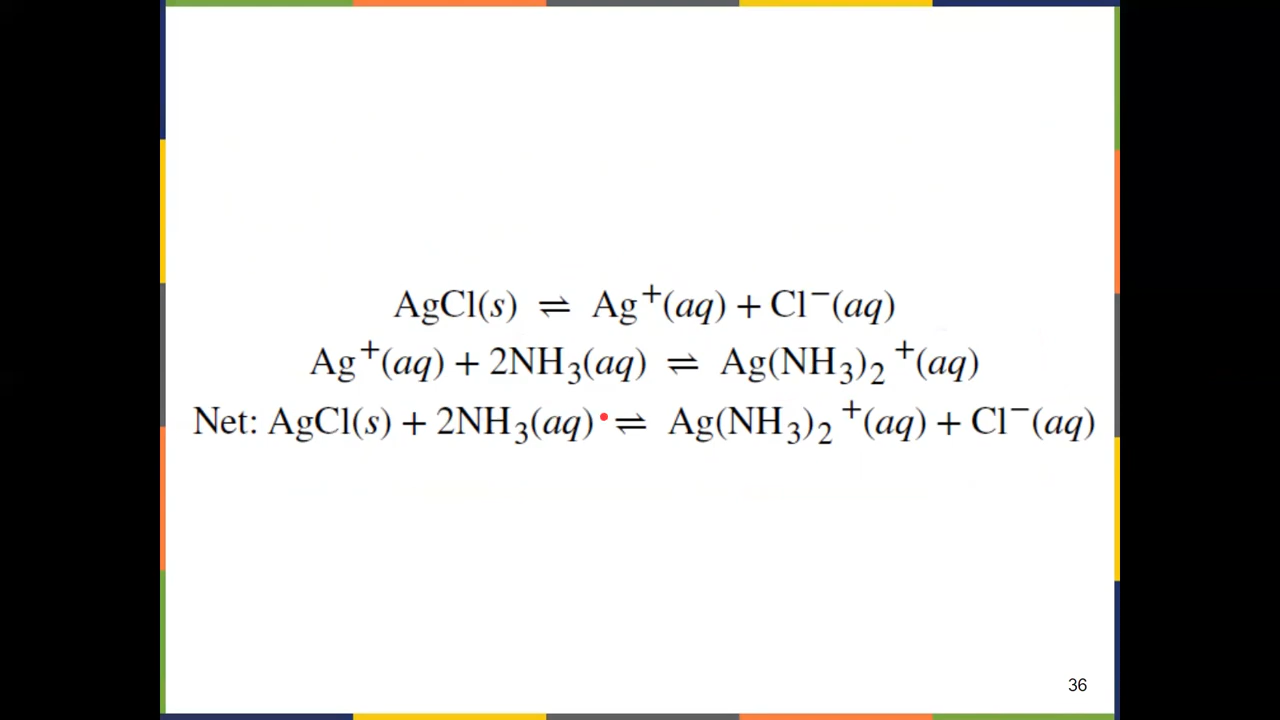 AgCl(s) ⇌ Ag⁺(aq) + Cl⁻(aq)
Ag⁺(aq) + 2NH₃(aq) ⇌ Ag(NH₃)₂⁺(aq)
Net: AgCl(s) + 2NH₃(aq) ⇌ Ag(NH₃)₂⁺(aq) + Cl⁻(aq)
36